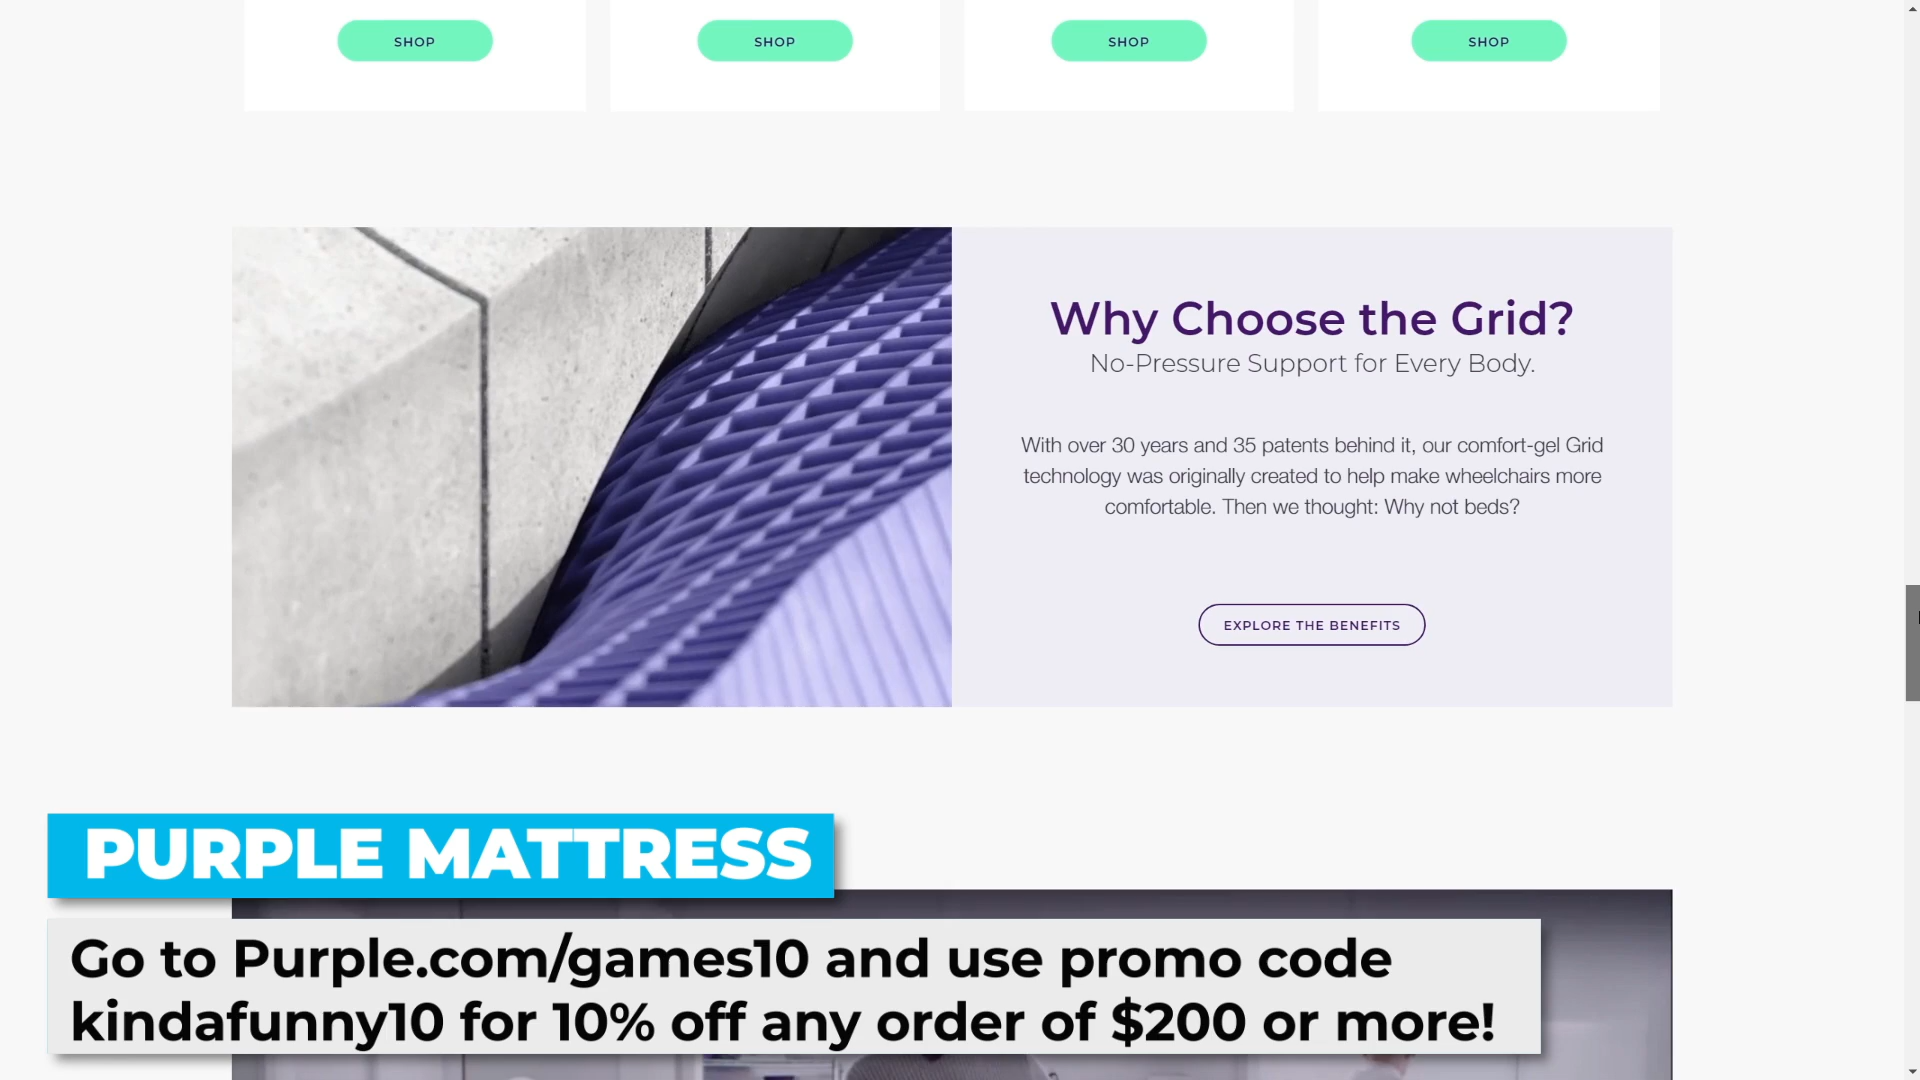 SHOP SHOP SHOP SHOP
Why Choose the Grid?
No-Pressure Support for Every Body.
With over 30 years and 35 patents behind it, our comfort-gel Grid
technology was originally created to help make wheelchairs more
comfortable. Then we thought: Why not beds?
EXPLORE THE BENEFITS
PURPLE MATTRESS
Go to Purple.com/games10 and use promo code
kindafunny10 for 10% off any order of $200 or more!